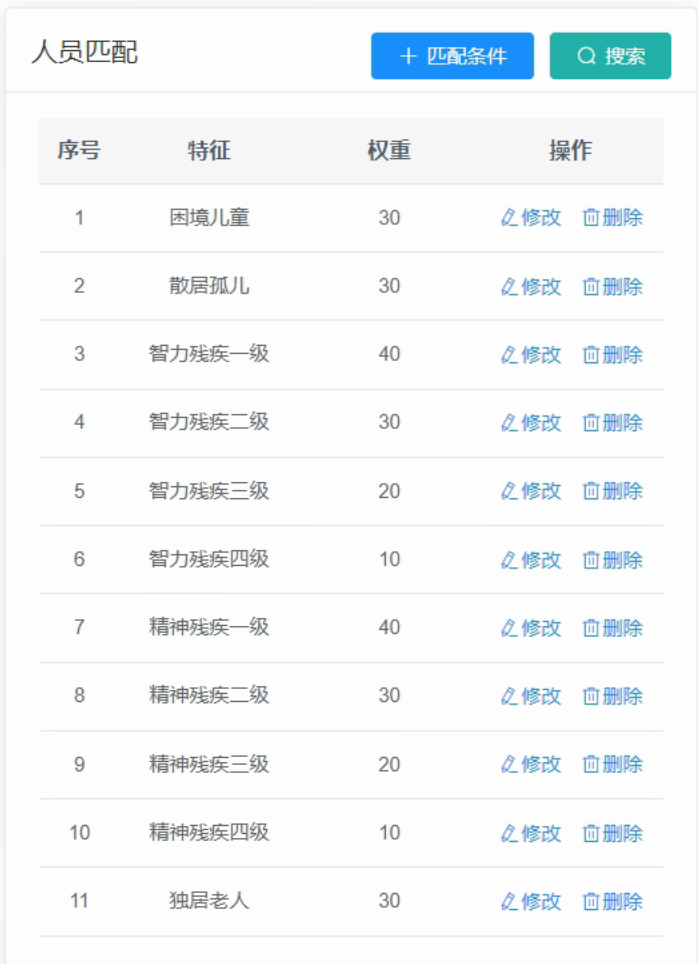 人员匹配 匹配条件 搜索
序号 特征 权重 操作
1 困境儿童 30 修改 删除
2 散居孤儿 30 修改 删除
3 智力残疾一级 40 修改 删除
4 智力残疾二级 30 修改 删除
5 智力残疾三级 20 修改 删除
6 智力残疾四级 10 修改 删除
7 精神残疾一级 40 修改 删除
8 精神残疾二级 30 修改 删除
9 精神残疾三级 20 修改 删除
10 精神残疾四级 10 修改 删除
11 独居老人 30 修改 删除